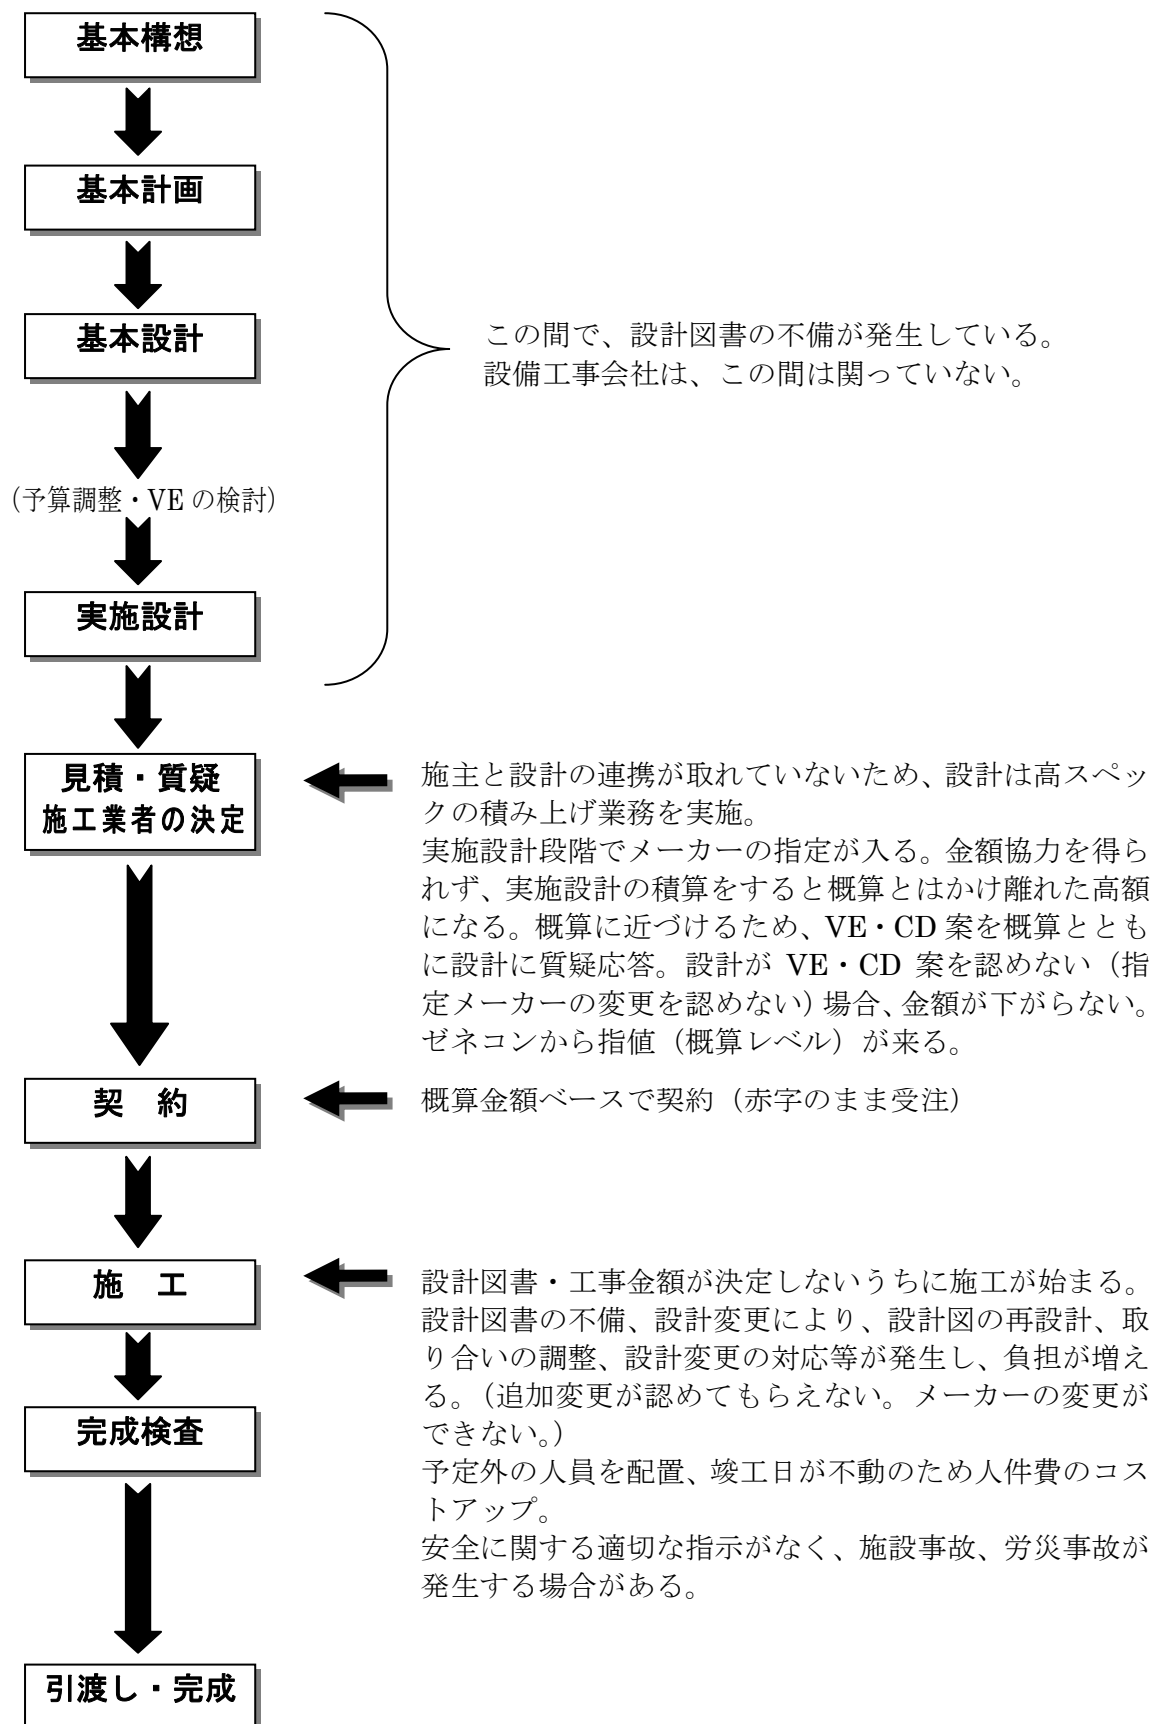 基本構想
基本計画
基本設計
この間で、設計図書の不備が発生している。
設備工事会社は、この間は関っていない。
(予算調整・VE の検討)
実施設計
見積・質疑
施工業者の決定
施主と設計の連携が取れていないため、設計は高スペッ
クの積み上げ業務を実施。
実施設計段階でメーカーの指定が入る。金額協力を得ら
れず、実施設計の積算をすると概算とはかけ離れた高額
になる。概算に近づけるため、VE・CD 案を概算ととも
に設計に質疑応答。設計が VE・CD 案を認めない（指
定メーカーの変更を認めない）場合、金額が下がらない。
ゼネコンから指値（概算レベル）が来る。
契　約
概算金額ベースで契約（赤字のまま受注）
施　工
設計図書・工事金額が決定しないうちに施工が始まる。
設計図書の不備、設計変更により、設計図の再設計、取
り合いの調整、設計変更の対応等が発生し、負担が増え
る。（追加変更が認めてもらえない。メーカーの変更が
できない。）
予定外の人員を配置、竣工日が不動のため人件費のコス
トアップ。
安全に関する適切な指示がなく、施設事故、労災事故が
発生する場合がある。
完成検査
引渡し・完成